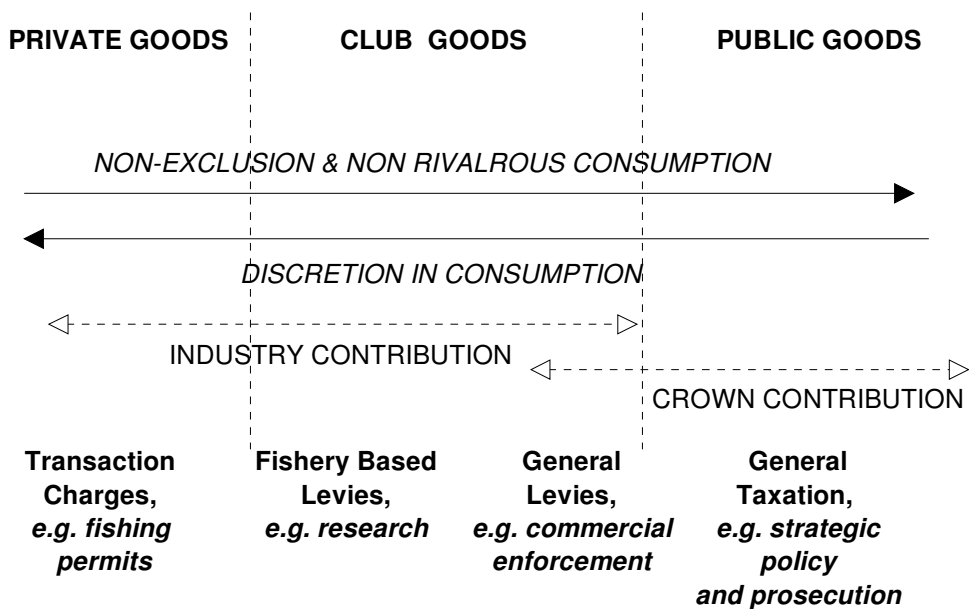 PRIVATE GOODS
CLUB GOODS
PUBLIC GOODS
NON-EXCLUSION & NON RIVALROUS CONSUMPTION
DISCRETION IN CONSUMPTION
INDUSTRY CONTRIBUTION
CROWN CONTRIBUTION
Transaction
Charges,
e.g. fishing
permits
Fishery Based
Levies,
e.g. research
General
Levies,
e.g. commercial
enforcement
General
Taxation,
e.g. strategic
policy
and prosecution